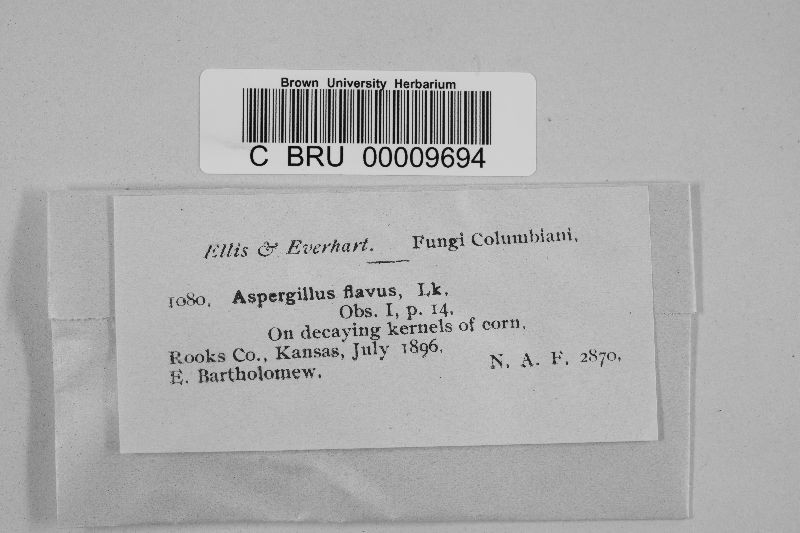 Brown University Herbarium
C BRU 00009694
Ellis & Everhart. Fungi Columbiani.
1080. Aspergillus flavus, Lk.
Obs. I, p. 14.
On decaying kernels of corn.
Rooks Co., Kansas, July 1896.
E. Bartholomew. N. A. F. 2870.